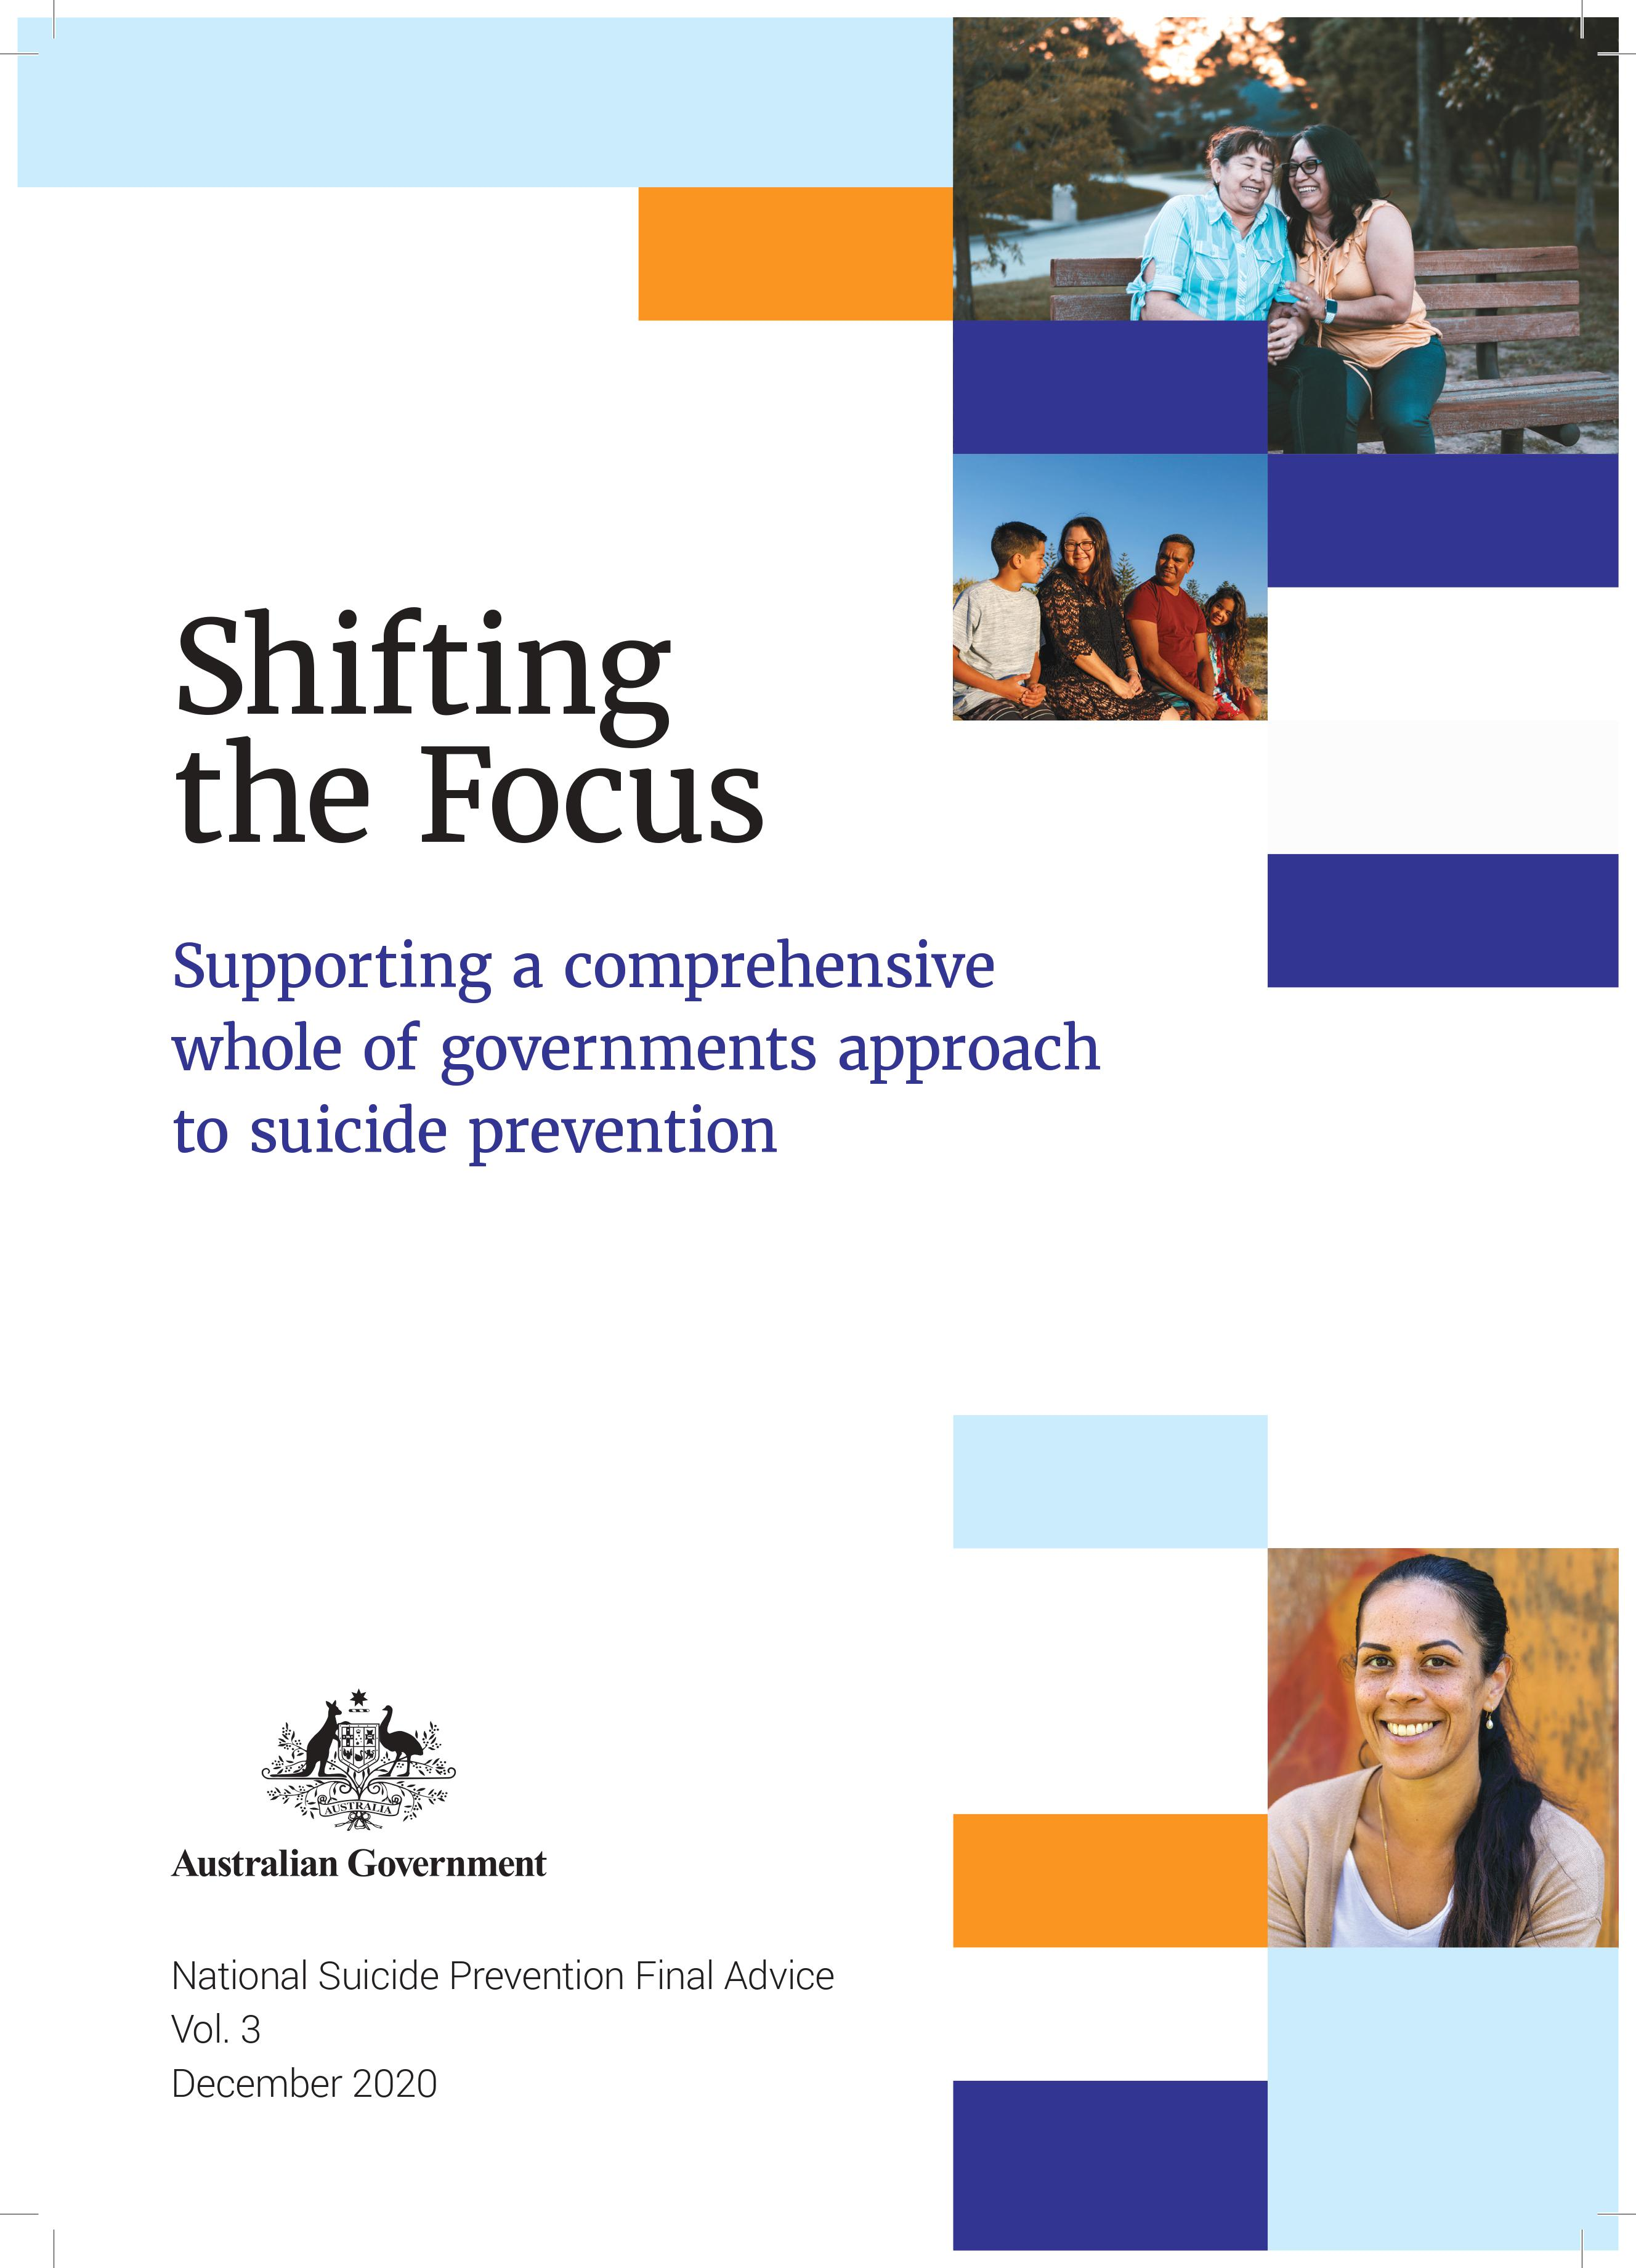 Shifting
the Focus
Supporting a comprehensive
whole of governments approach
to suicide prevention
AUSTRALIA
Australian Government
National Suicide Prevention Final Advice
Vol. 3
December 2020